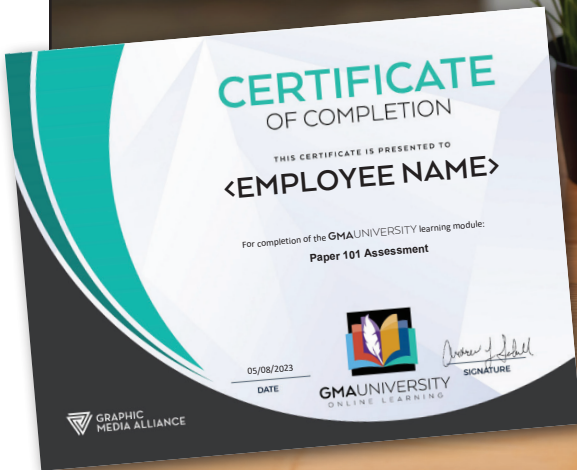 CERTIFICATE
OF COMPLETION
THIS CERTIFICATE IS PRESENTED TO
<EMPLOYEE NAME>
For completion of the GMAUNIVERSITY learning module:
Paper 101 Assessment
05/08/2023
DATE
GMAUNIVERSITY
ONLINE LEARNING
SIGNATURE
GRAPHIC
MEDIA ALLIANCE